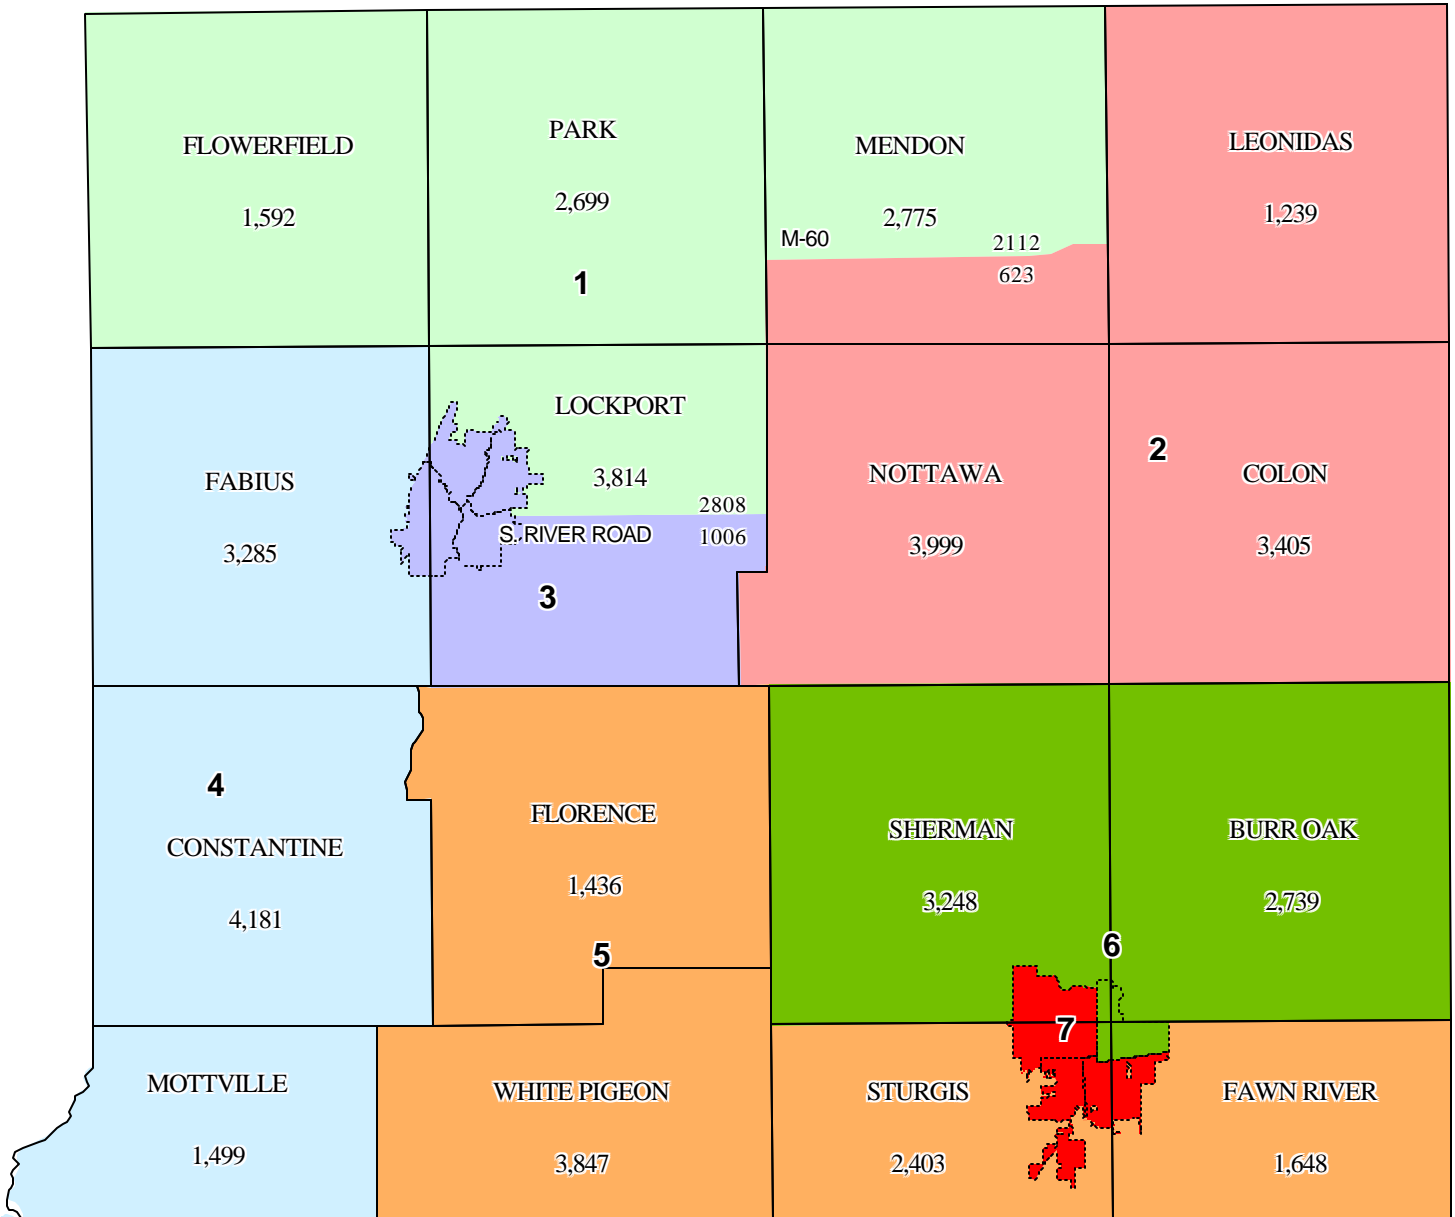 FLOWERFIELD
1,592
PARK
2,699
1
MENDON
2,775
M-60
2112
623
LEONIDAS
1,239
FABIUS
3,285
LOCKPORT
3,814
2808
S. RIVER ROAD
1006
3
NOTTAWA
3,999
2
COLON
3,405
4
CONSTANTINE
4,181
FLORENCE
1,436
5
SHERMAN
3,248
BURR OAK
2,739
6
7
MOTTVILLE
1,499
WHITE PIGEON
3,847
STURGIS
2,403
FAWN RIVER
1,648